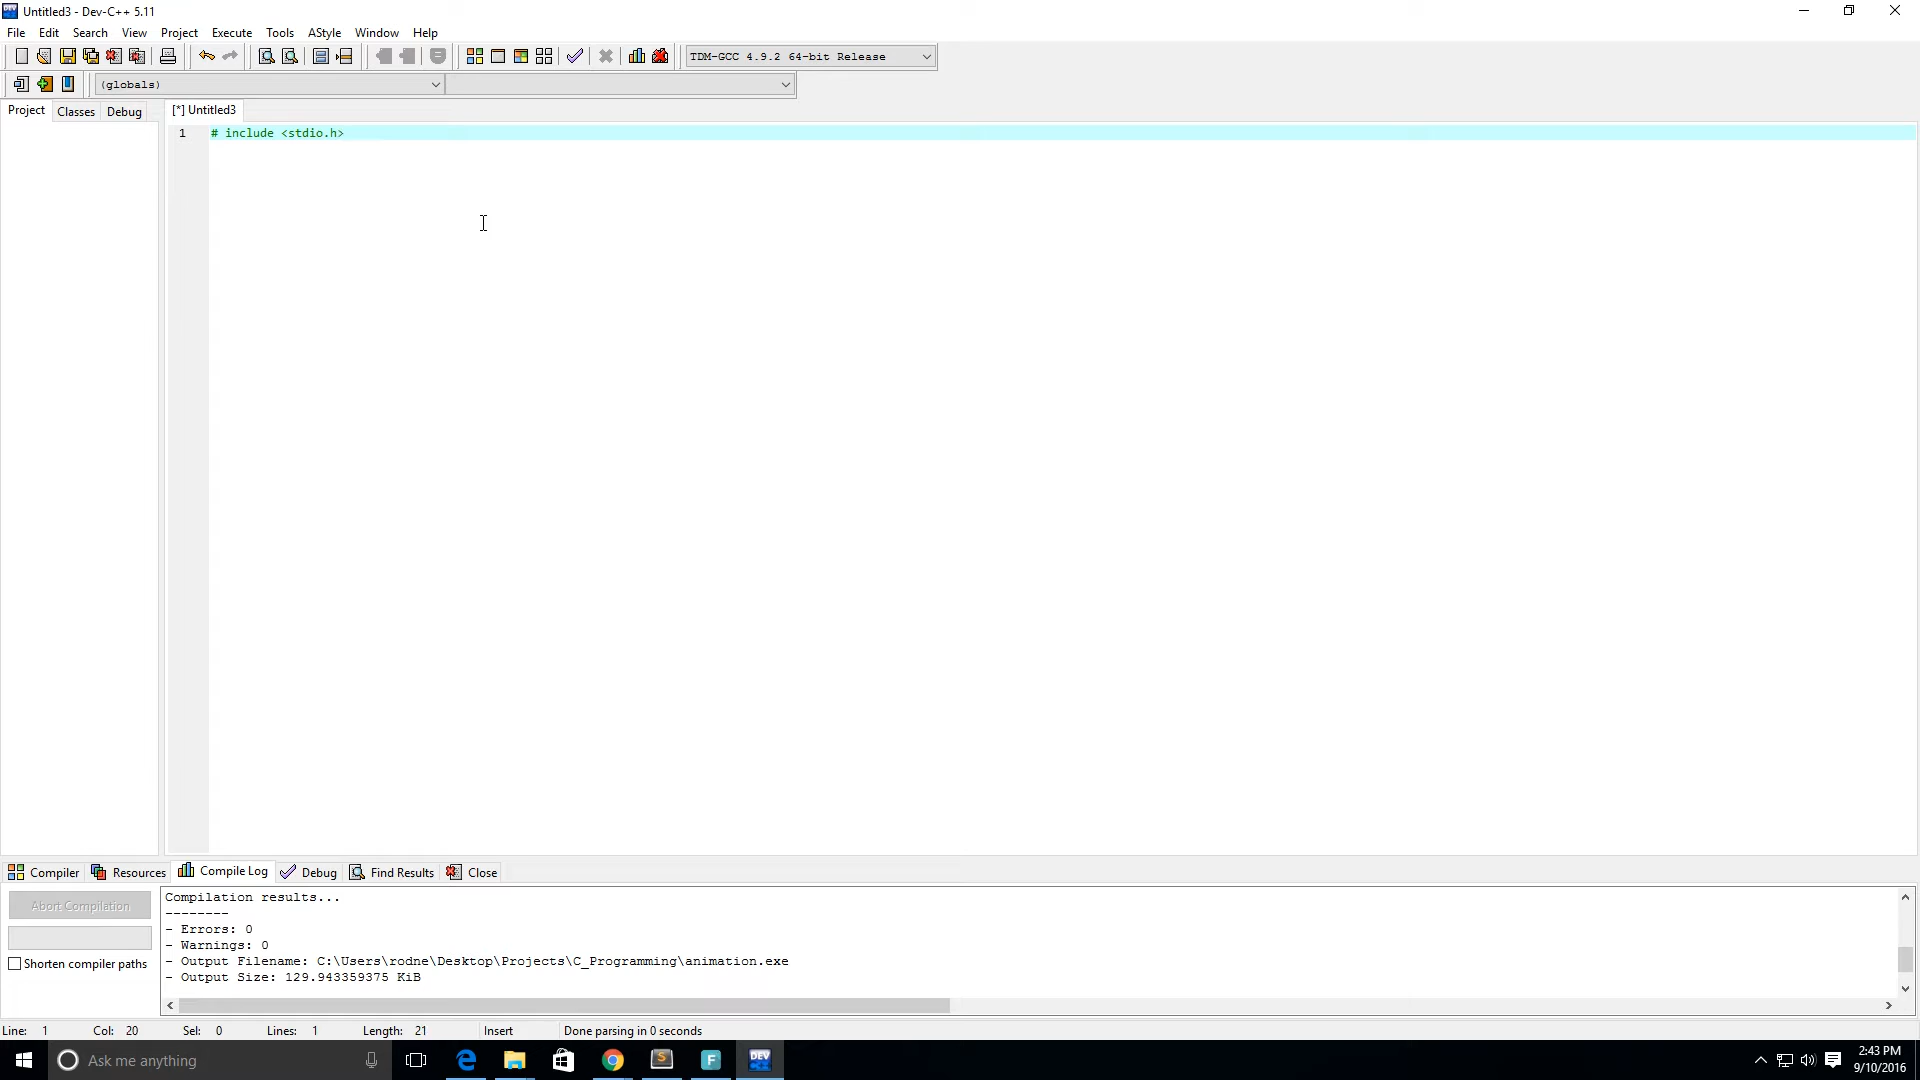 Untitled3 - Dev-C++ 5.11
File Edit Search View Project Execute Tools AStyle Window Help
TDM-GCC 4.9.2 64-bit Release
(globals)
Project Classes Debug [*] Untitled3
1 # include <stdio.h>
Compiler Resources Compile Log Debug Find Results Close
Abort Compilation
Shorten compiler paths
Compilation results...
--------
- Errors: 0
- Warnings: 0
- Output Filename: C:\Users\rodne\Desktop\Projects\C_Programming\animation.exe
- Output Size: 129.943359375 KiB
Line: 1 Col: 20 Sel: 0 Lines: 1 Length: 21 Insert Done parsing in 0 seconds
Ask me anything
S
F
DEV
2:43 PM
9/10/2016